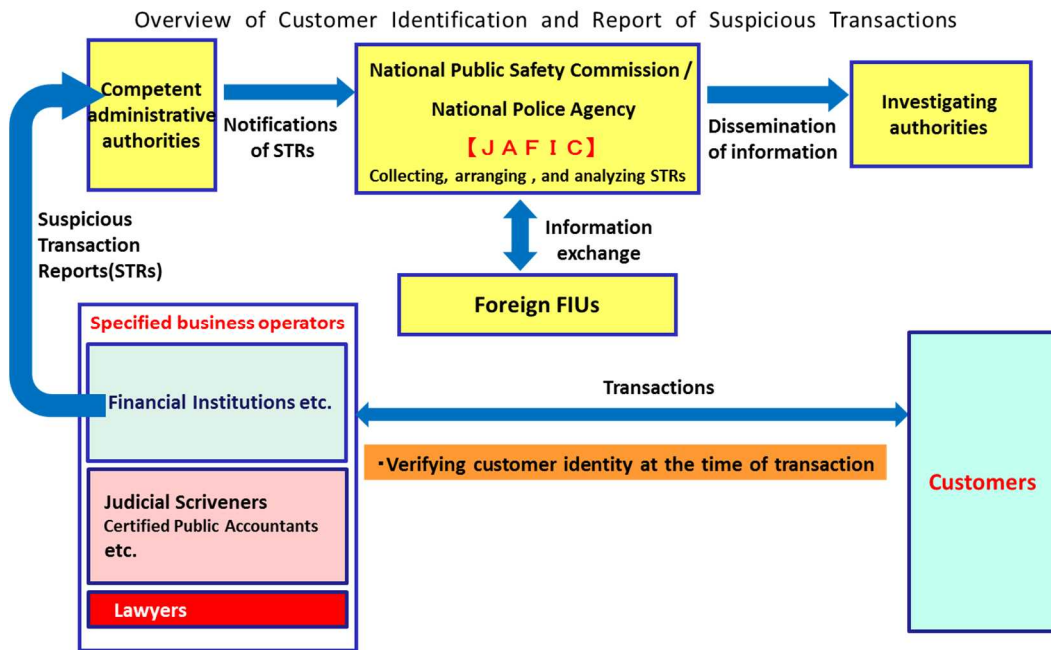 Overview of Customer Identification and Report of Suspicious Transactions
Competent
administrative
authorities
Notifications
of STRs
National Public Safety Commission /
National Police Agency
【ＪＡＦＩＣ】
Collecting, arranging , and analyzing STRs
Dissemination
of information
Investigating
authorities
Suspicious
Transaction
Reports(STRs)
Information
exchange
Foreign FIUs
Specified business operators
Financial Institutions etc.
Transactions
・Verifying customer identity at the time of transaction
Customers
Judicial Scriveners
Certified Public Accountants
etc.
Lawyers